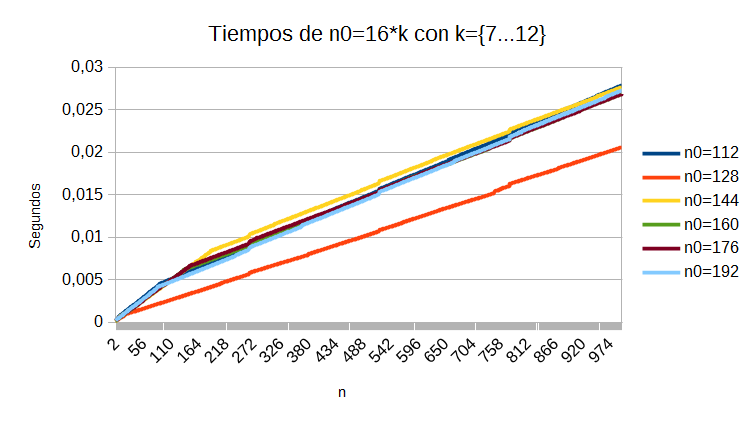 Tiempos de n0=16*k con k={7...12}
0,03
0,025
0,02
0,015
0,01
0,005
0
Segundos
2
56
110
164
218
272
326
380
434
488
542
596
650
704
758
812
866
920
974
n
n0=112
n0=128
n0=144
n0=160
n0=176
n0=192